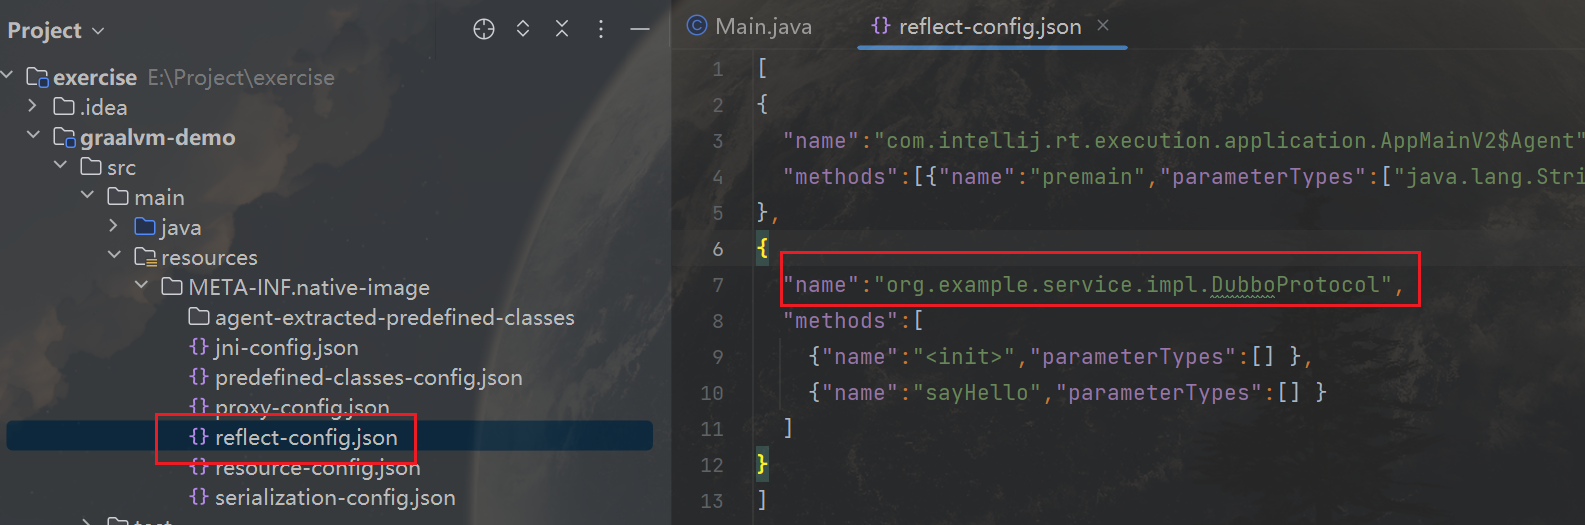 Project
exercise E:\Project\exercise
.idea
graalvm-demo
src
main
java
resources
META-INF.native-image
agent-extracted-predefined-classes
{} jni-config.json
{} predefined-classes-config.json
{} proxy-config.json
{} reflect-config.json
{} resource-config.json
{} serialization-config.json
test
© Main.java {} reflect-config.json ×
1 [
2 {
3 "name":"com.intellij.rt.execution.application.AppMainV2$Agent"
4 "methods":[{"name":"premain","parameterTypes":["java.lang.Stri
5 },
6 {
7 "name":"org.example.service.impl.DubboProtocol",
8 "methods":[
9 {"name":"<init>","parameterTypes":[] },
10 {"name":"sayHello","parameterTypes":[] }
11 ]
12 }
13 ]